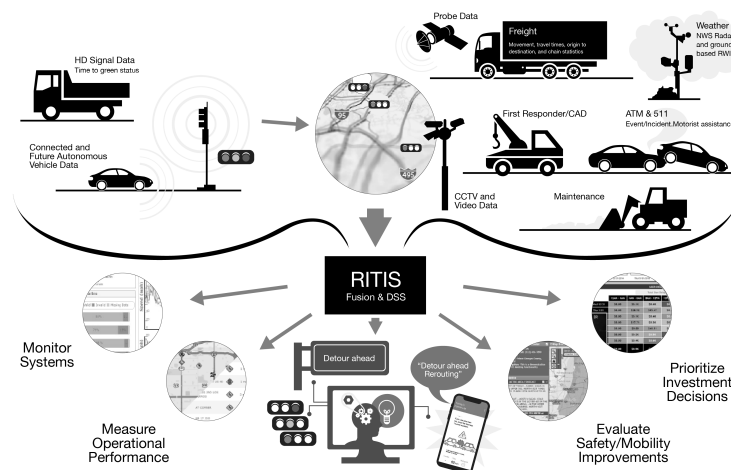 Probe Data
Freight
Movement, travel times, origin to
destination, and chain statistics
Weather
NWS Rada
and ground
based RWI
HD Signal Data
Time to green status
95
495
First Responder/CAD
ATM & 511
Event/Incident.Motorist assistance
Connected and
Future Autonomous
Vehicle Data
CCTV and
Video Data
Maintenance
RITIS
Fusion & DSS
Monitor
Systems
Measure
Operational
Performance
Detour ahead
"Detour ahead
Rerouting"
Evaluate
Safety/Mobility
Improvements
Prioritize
Investment
Decisions